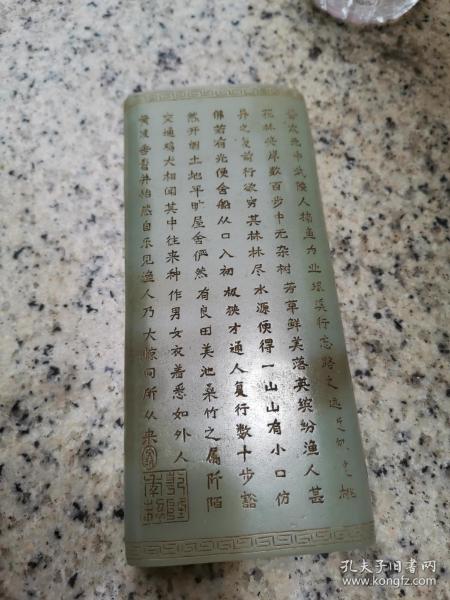 晋太元中武陵人捕鱼为业缘溪行忘路之远近忽逢桃
花林夹岸数百步中无杂树芳草鲜美落英缤纷渔人甚
异之复前行欲穷其林林尽水源便得一山山有小口仿
佛若有光便舍船从口入初极狭才通人复行数十步豁
然开朗土地平旷屋舍俨然有良田美池桑竹之属阡陌
交通鸡犬相闻其中往来种作男女衣着悉如外人
黄发垂髫并怡然自乐见渔人乃大惊问所从来
孔夫子旧书网
www.kongfz.com